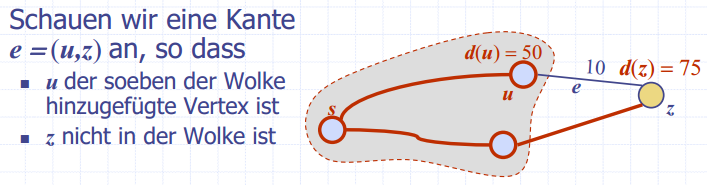 Schauen wir eine Kante
e =(u,z) an, so dass
u der soeben der Wolke
hinzugefügte Vertex ist
z nicht in der Wolke ist
d(u) = 50
10
d(z) = 75
e
u
s
z